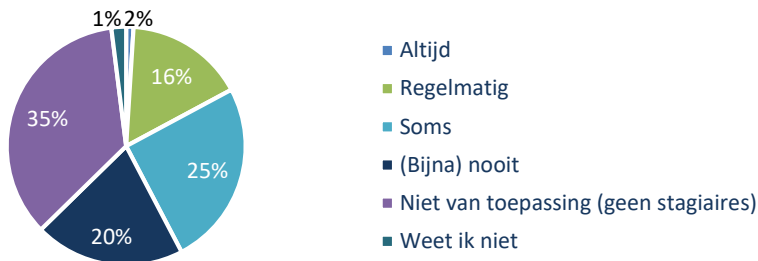 1% 2%
16%
35%
25%
20%
Altijd
Regelmatig
Soms
(Bijna) nooit
Niet van toepassing (geen stagiaires)
Weet ik niet